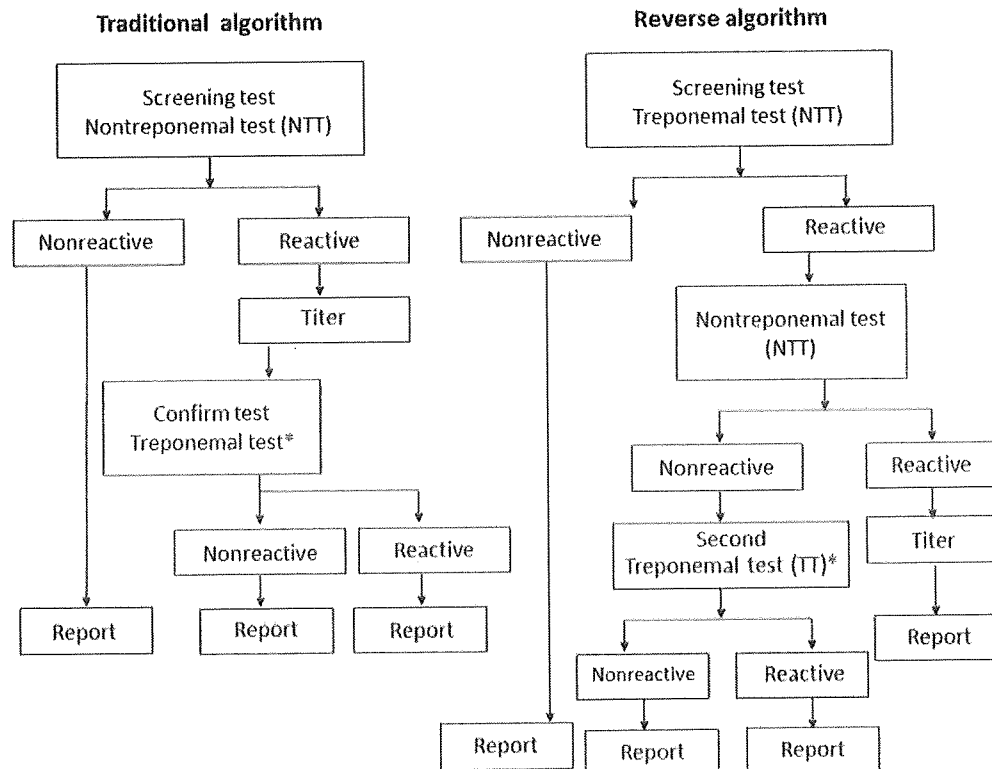 Traditional algorithm
Screening test
Nontreponemal test (NTT)
Nonreactive
Reactive
Titer
Confirm test
Treponemal test*
Nonreactive
Reactive
Report
Report
Report
Reverse algorithm
Screening test
Treponemal test (NTT)
Nonreactive
Reactive
Nontreponemal test
(NTT)
Nonreactive
Reactive
Second
Treponemal test (TT)*
Titer
Report
Nonreactive
Reactive
Report
Report
Report